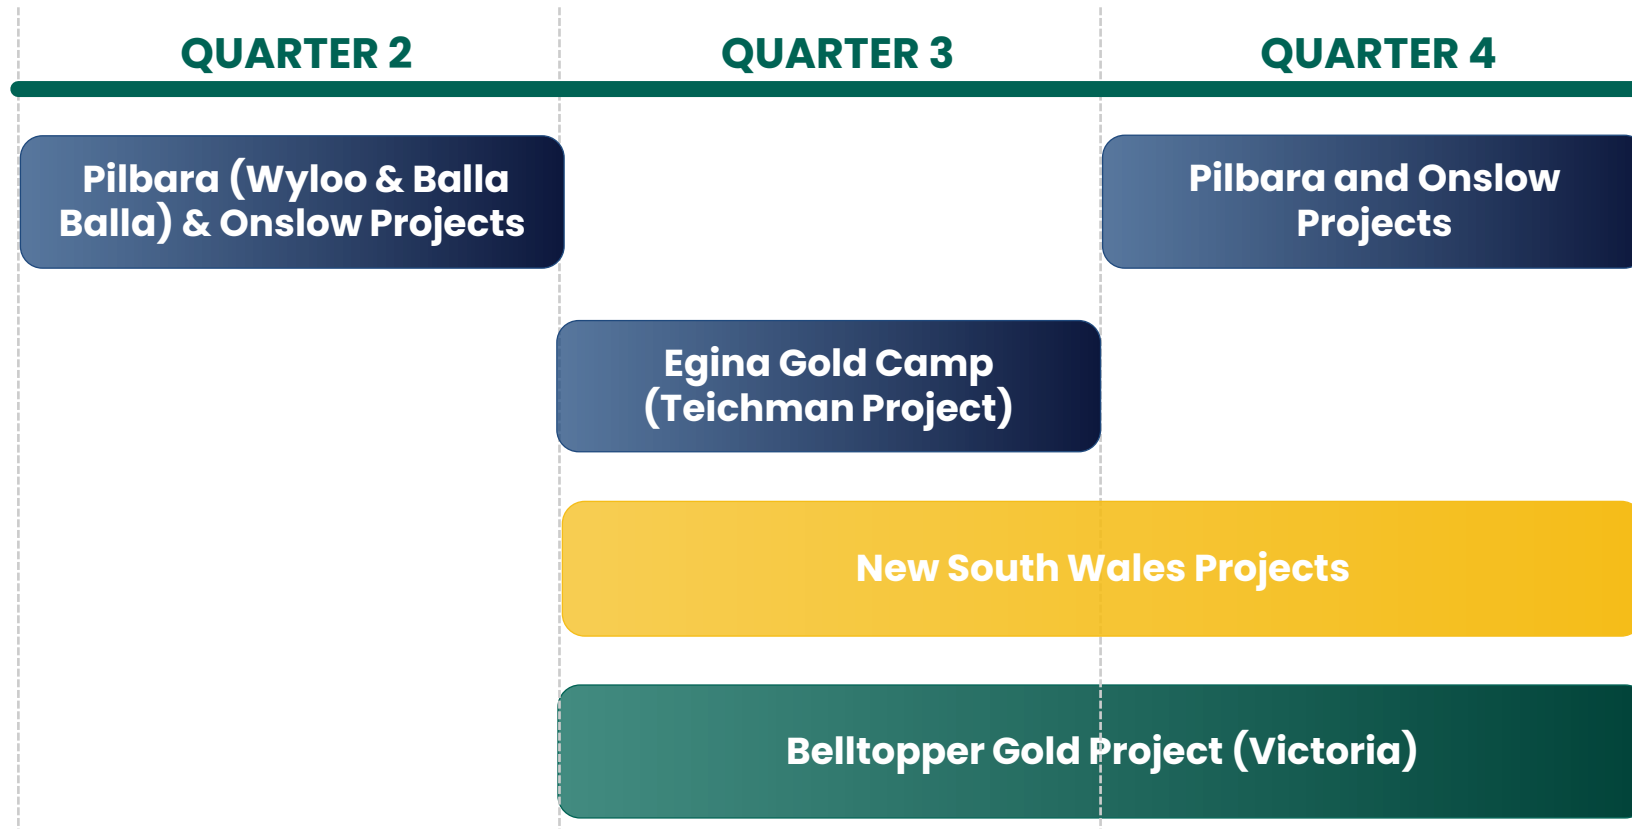 QUARTER 2
QUARTER 3
QUARTER 4
Pilbara (Wyloo & Balla
Balla) & Onslow Projects
Pilbara and Onslow
Projects
Egina Gold Camp
(Teichman Project)
New South Wales Projects
Belltopper Gold Project (Victoria)